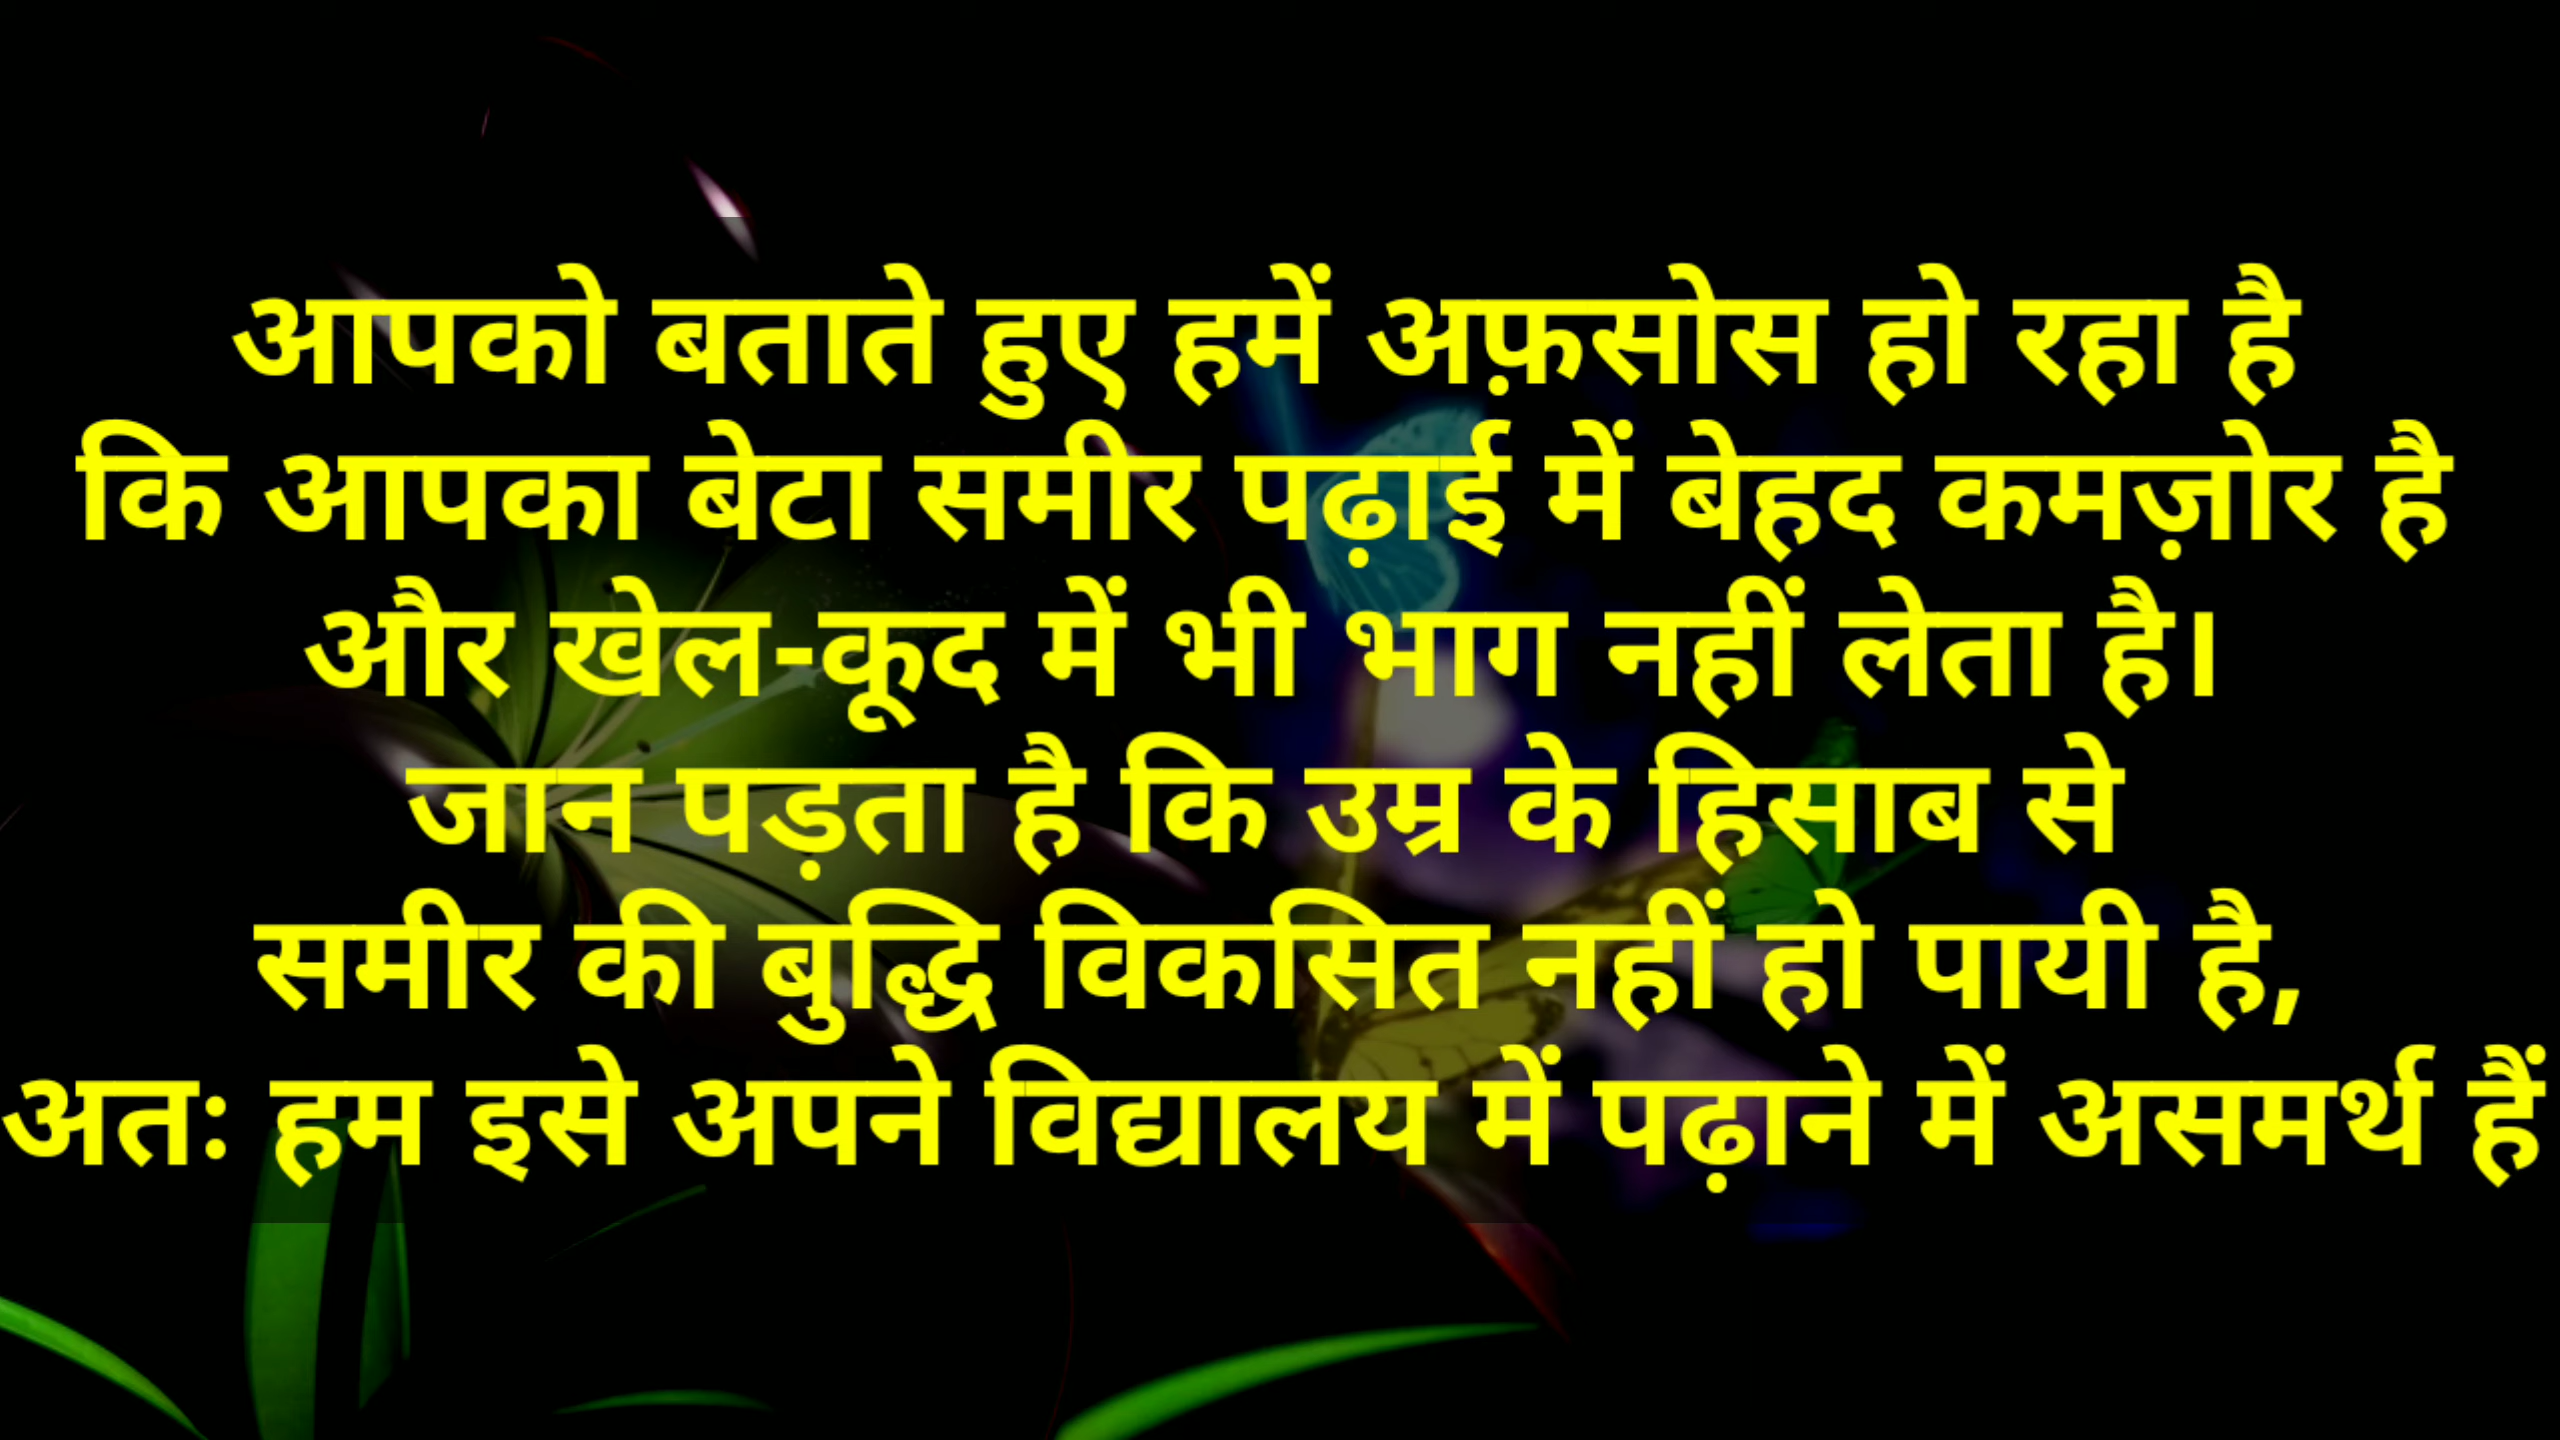 आपको बताते हुए हमें अफ़सोस हो रहा है
कि आपका बेटा समीर पढ़ाई में बेहद कमज़ोर है
और खेल-कूद में भी भाग नहीं लेता है।
जान पड़ता है कि उम्र के हिसाब से
समीर की बुद्धि विकसित नहीं हो पायी है,
अतः हम इसे अपने विद्यालय में पढ़ाने में असमर्थ हैं